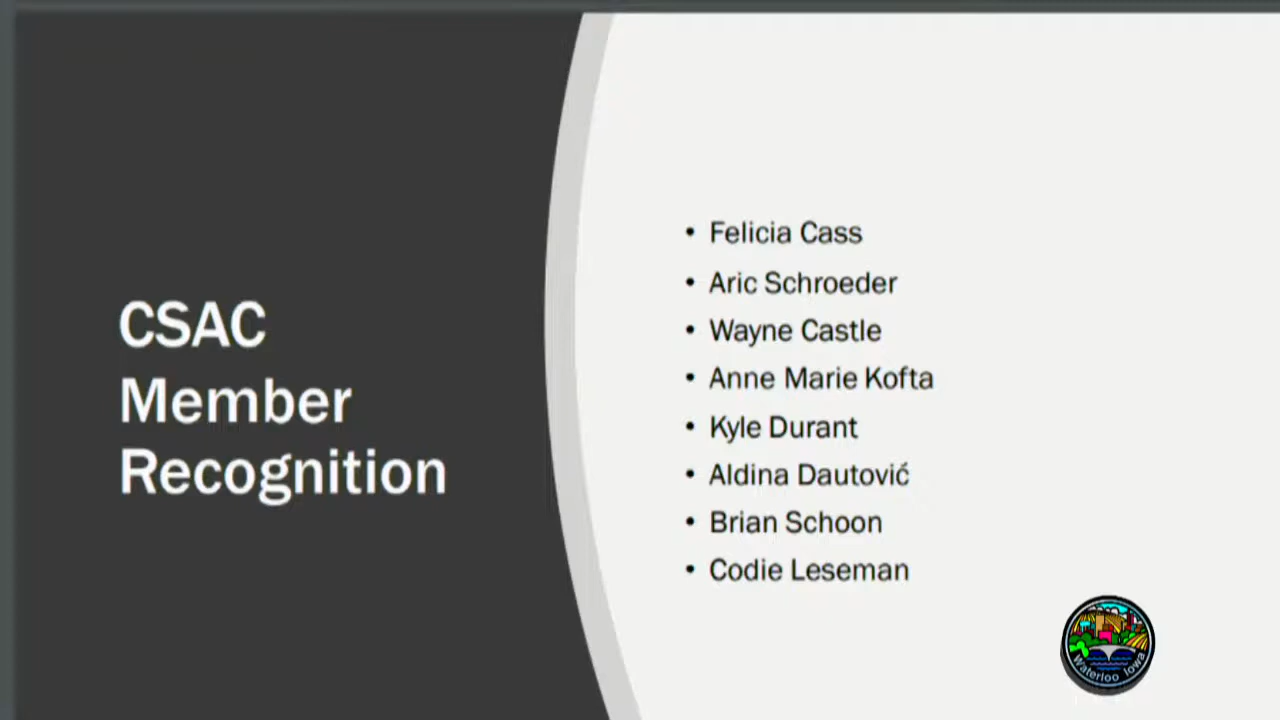 CSAC
Member
Recognition
• Felicia Cass
• Aric Schroeder
• Wayne Castle
• Anne Marie Kofta
• Kyle Durant
• Aldina Dautović
• Brian Schoon
• Codie Leseman
Waterloo Iowa